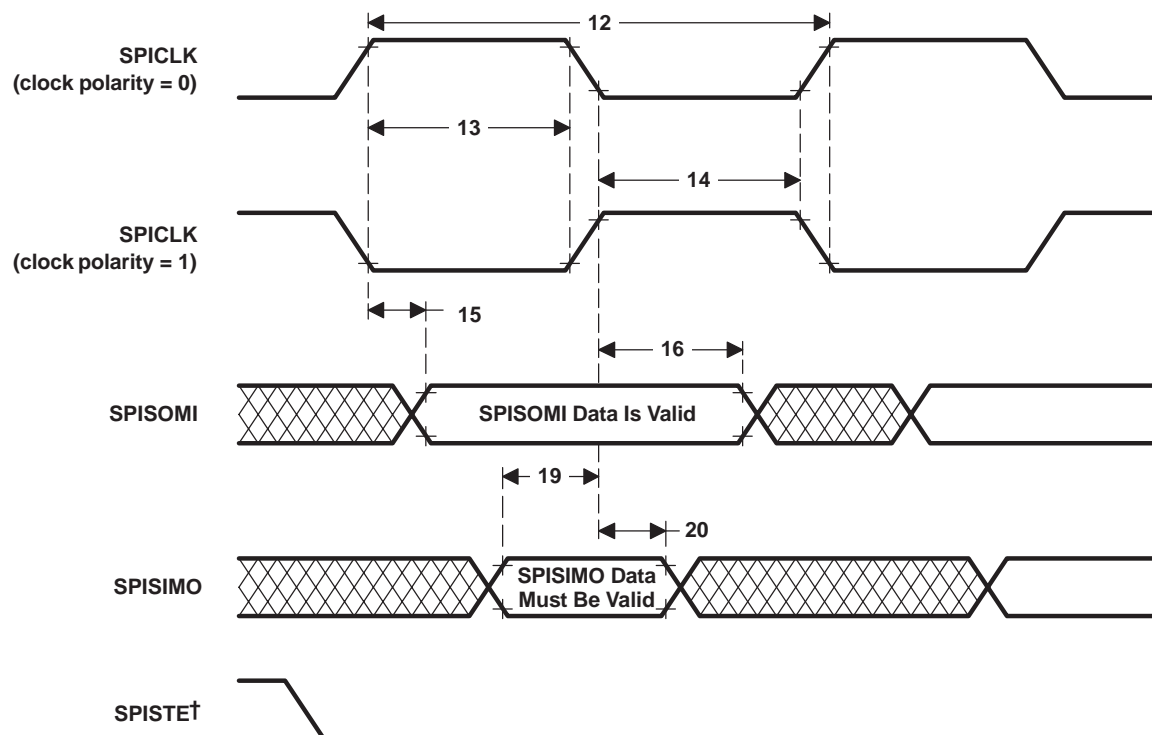 12
SPICLK
(clock polarity = 0)
13
14
SPICLK
(clock polarity = 1)
15
16
SPISOMI
SPISOMI Data Is Valid
19
20
SPISIMO
SPISIMO Data
Must Be Valid
SPISTE†